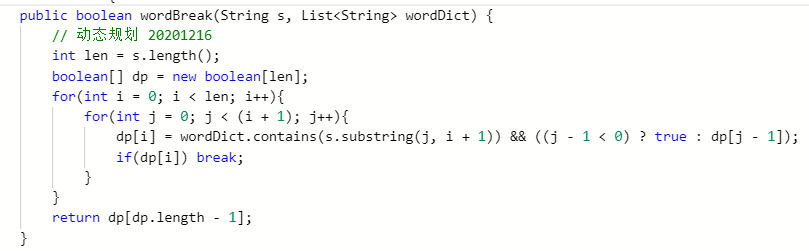 public boolean wordBreak(String s, List<String> wordDict) {
    // 动态规划 20201216
    int len = s.length();
    boolean[] dp = new boolean[len];
    for(int i = 0; i < len; i++){
        for(int j = 0; j < (i + 1); j++){
            dp[i] = wordDict.contains(s.substring(j, i + 1)) && ((j - 1 < 0) ? true : dp[j - 1]);
            if(dp[i]) break;
        }
    }
    return dp[dp.length - 1];
}